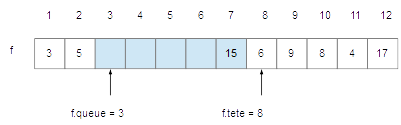 1 2 3 4 5 6 7 8 9 10 11 12
f 3 5 15 6 9 8 4 17
f.queue = 3 f.tete = 8